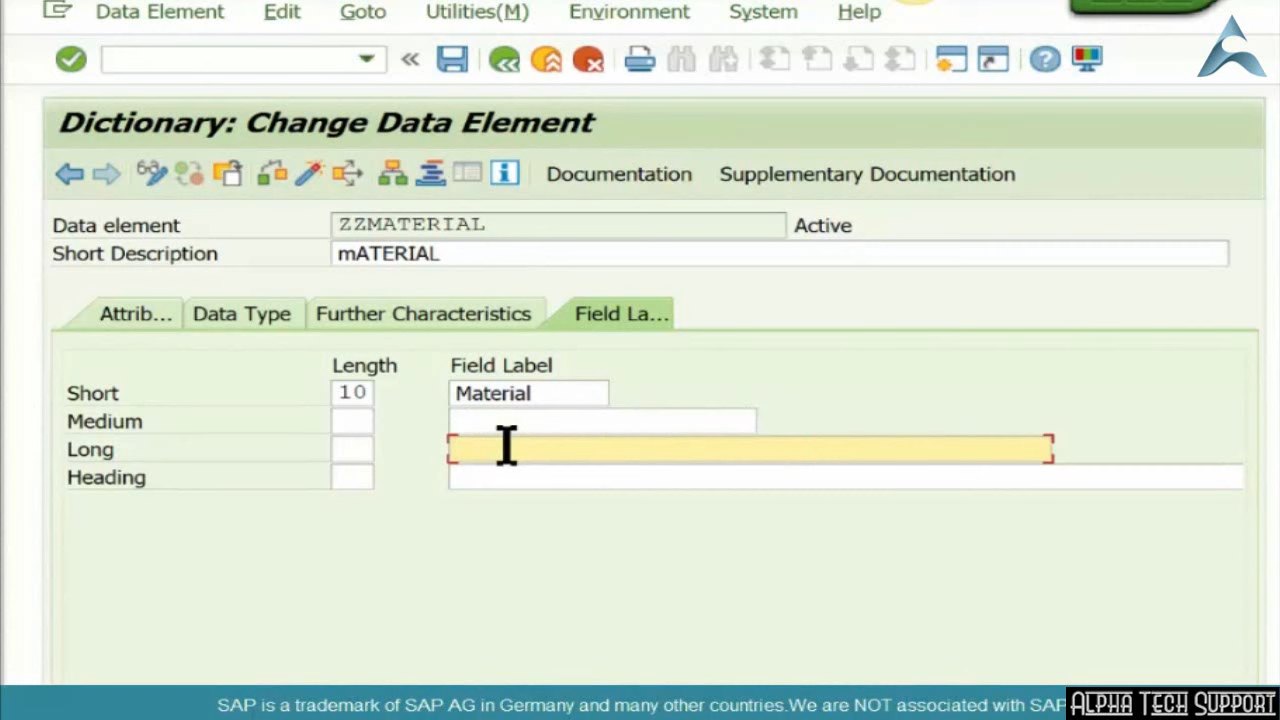 Data Element Edit Goto Utilities(M) Environment System Help
Dictionary: Change Data Element
Documentation Supplementary Documentation
Data element ZZMATERIAL Active
Short Description mATERIAL
Attrib... Data Type Further Characteristics Field La...
Length Field Label
Short 10 Material
Medium
Long
Heading
SAP is a trademark of SAP AG in Germany and many other countries.We are NOT associated with SAP
ALPHA TECH SUPPORT